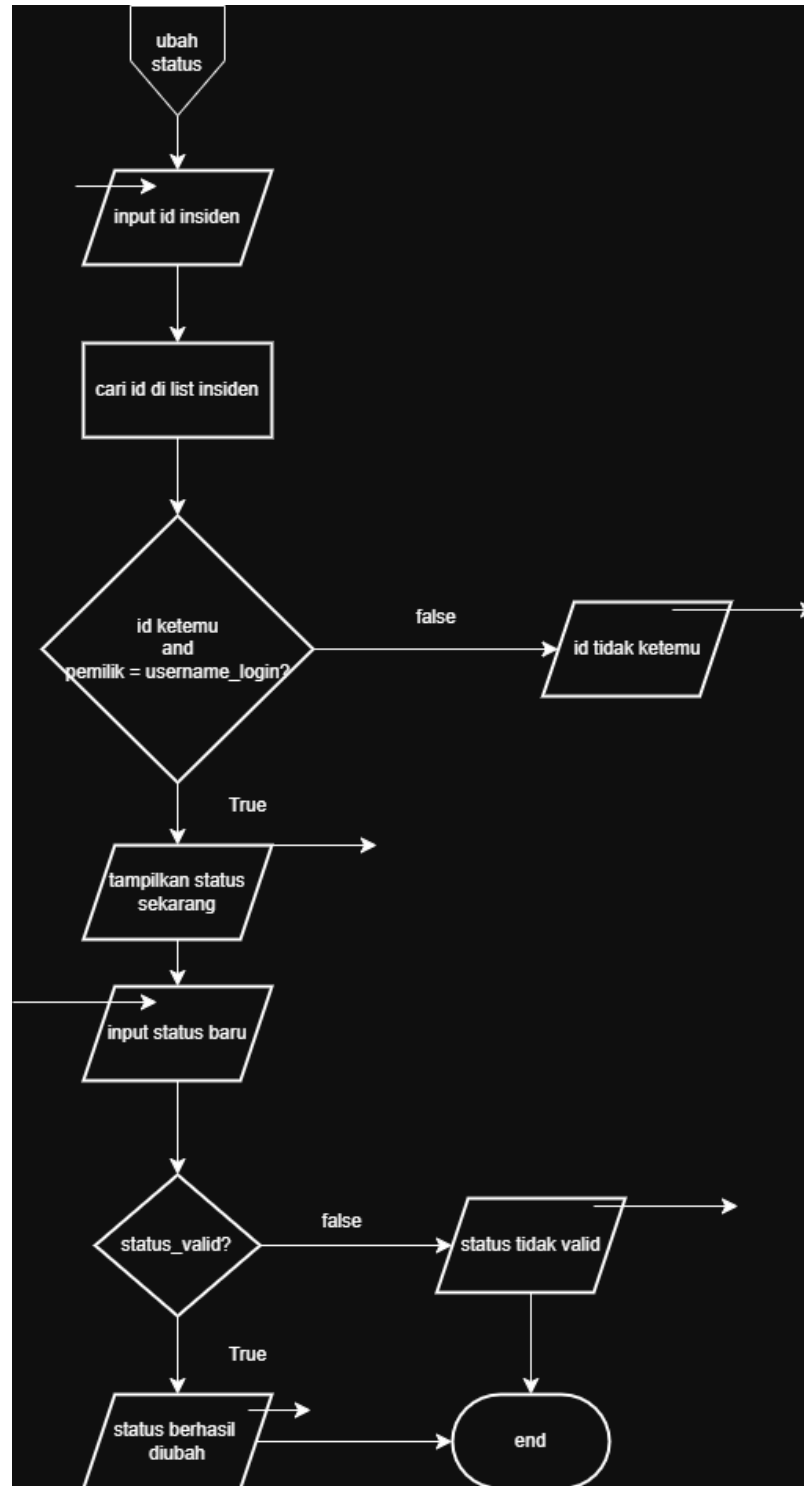 ubah
status
input id insiden
cari id di list insiden
id ketemu
and
pemilik = username_login?
false
id tidak ketemu
True
tampilkan status
sekarang
input status baru
status_valid?
false
status tidak valid
True
status berhasil
diubah
end